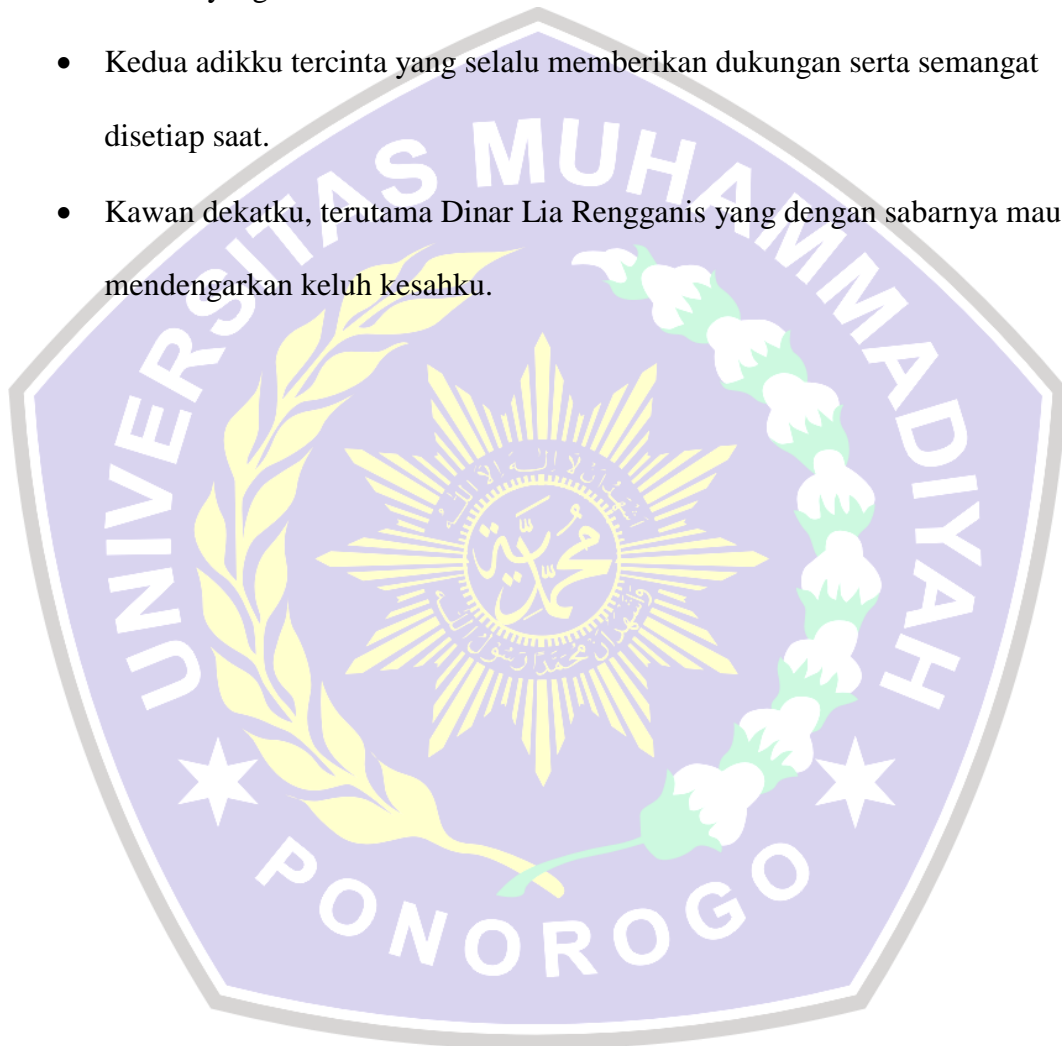 • Kedua adikku tercinta yang selalu memberikan dukungan serta semangat
disetiap saat.
• Kawan dekatku, terutama Dinar Lia Rengganis yang dengan sabarnya mau
mendengarkan keluh kesahku.
UNIVERSITAS MUHAMMADIYAH
محمدية
PONOROGO